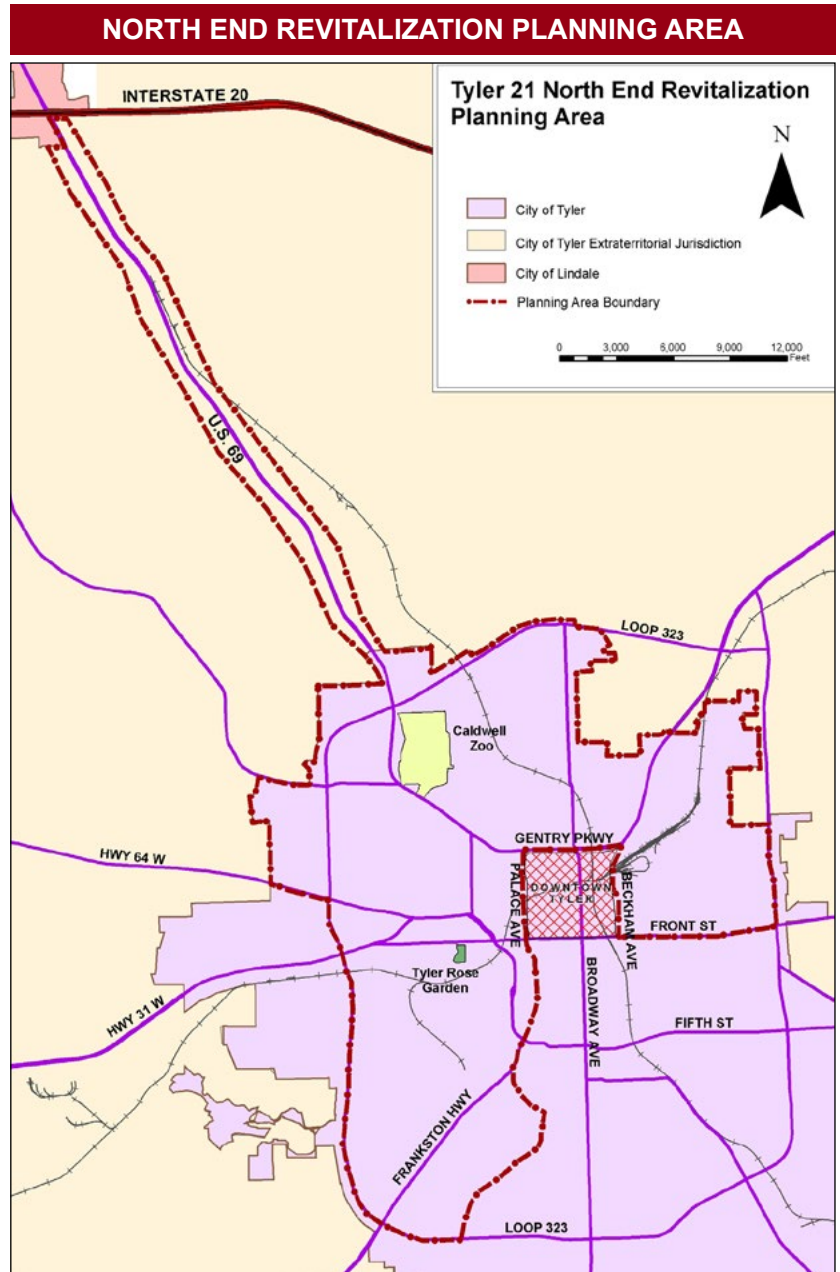 NORTH END REVITALIZATION PLANNING AREA
INTERSTATE 20
Tyler 21 North End Revitalization
Planning Area
N
City of Tyler
City of Tyler Extraterritorial Jurisdiction
City of Lindale
Planning Area Boundary
0 3,000 6,000 9,000 12,000
Feet
U.S. 69
LOOP 323
Caldwell
Zoo
GENTRY PKWY
HWY 64 W
PALACE AVE
DOWNTOWN
TYLER
BECKHAM AVE
FRONT ST
Tyler Rose
Garden
BROADWAY AVE
HWY 31 W
FIFTH ST
FRANKSTON HWY
LOOP 323